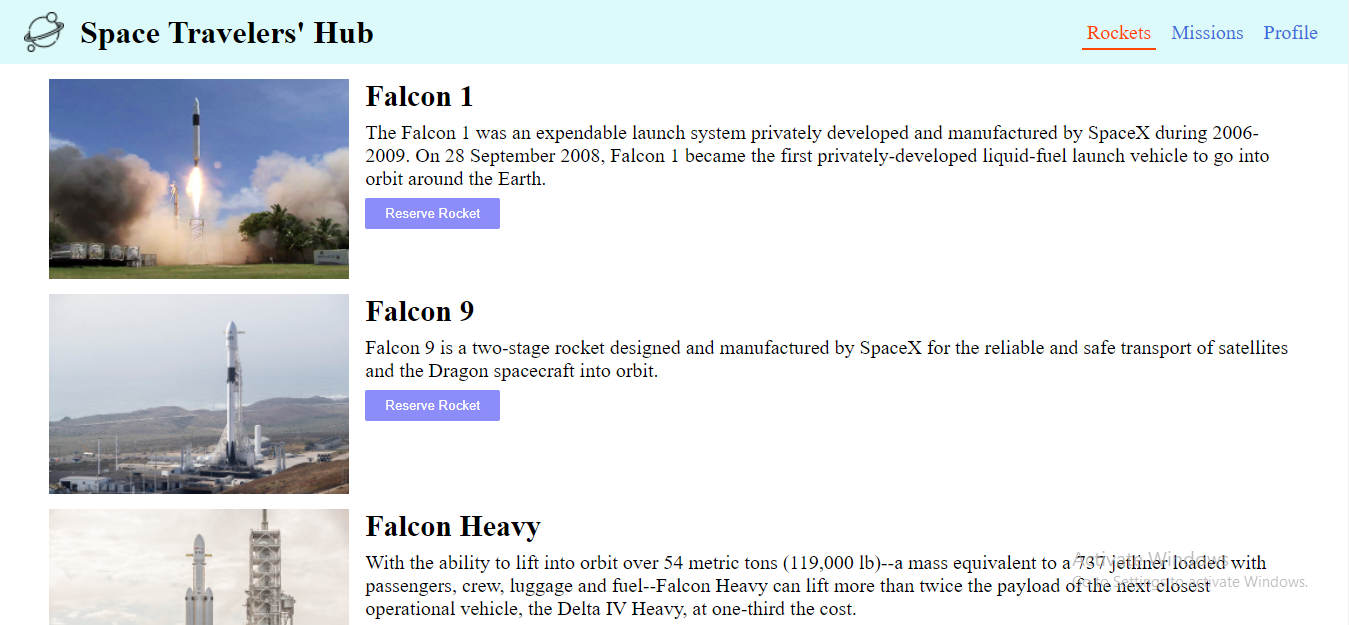 Space Travelers' Hub
Rockets Missions Profile
Falcon 1
The Falcon 1 was an expendable launch system privately developed and manufactured by SpaceX during 2006-
2009. On 28 September 2008, Falcon 1 became the first privately-developed liquid-fuel launch vehicle to go into
orbit around the Earth.
Reserve Rocket
Falcon 9
Falcon 9 is a two-stage rocket designed and manufactured by SpaceX for the reliable and safe transport of satellites
and the Dragon spacecraft into orbit.
Reserve Rocket
Falcon Heavy
With the ability to lift into orbit over 54 metric tons (119,000 lb)--a mass equivalent to a 737 jetliner loaded with
passengers, crew, luggage and fuel--Falcon Heavy can lift more than twice the payload of the next closest
operational vehicle, the Delta IV Heavy, at one-third the cost.
Activate Windows
Go to Settings to activate Windows.